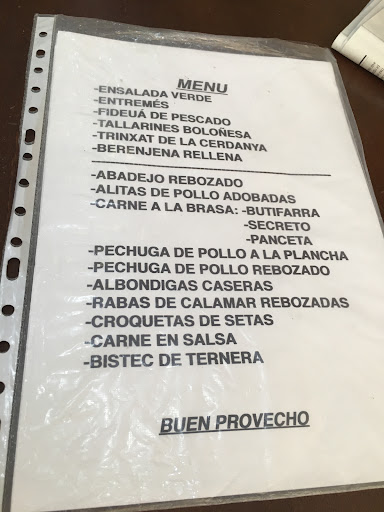 MENU
-ENSALADA VERDE
-ENTREMÉS
-FIDEUÁ DE PESCADO
-TALLARINES BOLOÑESA
-TRINXAT DE LA CERDANYA
-BERENJENA RELLENA
-ABADEJO REBOZADO
-ALITAS DE POLLO ADOBADAS
-CARNE A LA BRASA: -BUTIFARRA
-SECRETO
-PANCETA
-PECHUGA DE POLLO A LA PLANCHA
-PECHUGA DE POLLO REBOZADO
-ALBONDIGAS CASERAS
-RABAS DE CALAMAR REBOZADAS
-CROQUETAS DE SETAS
-CARNE EN SALSA
-BISTEC DE TERNERA
BUEN PROVECHO